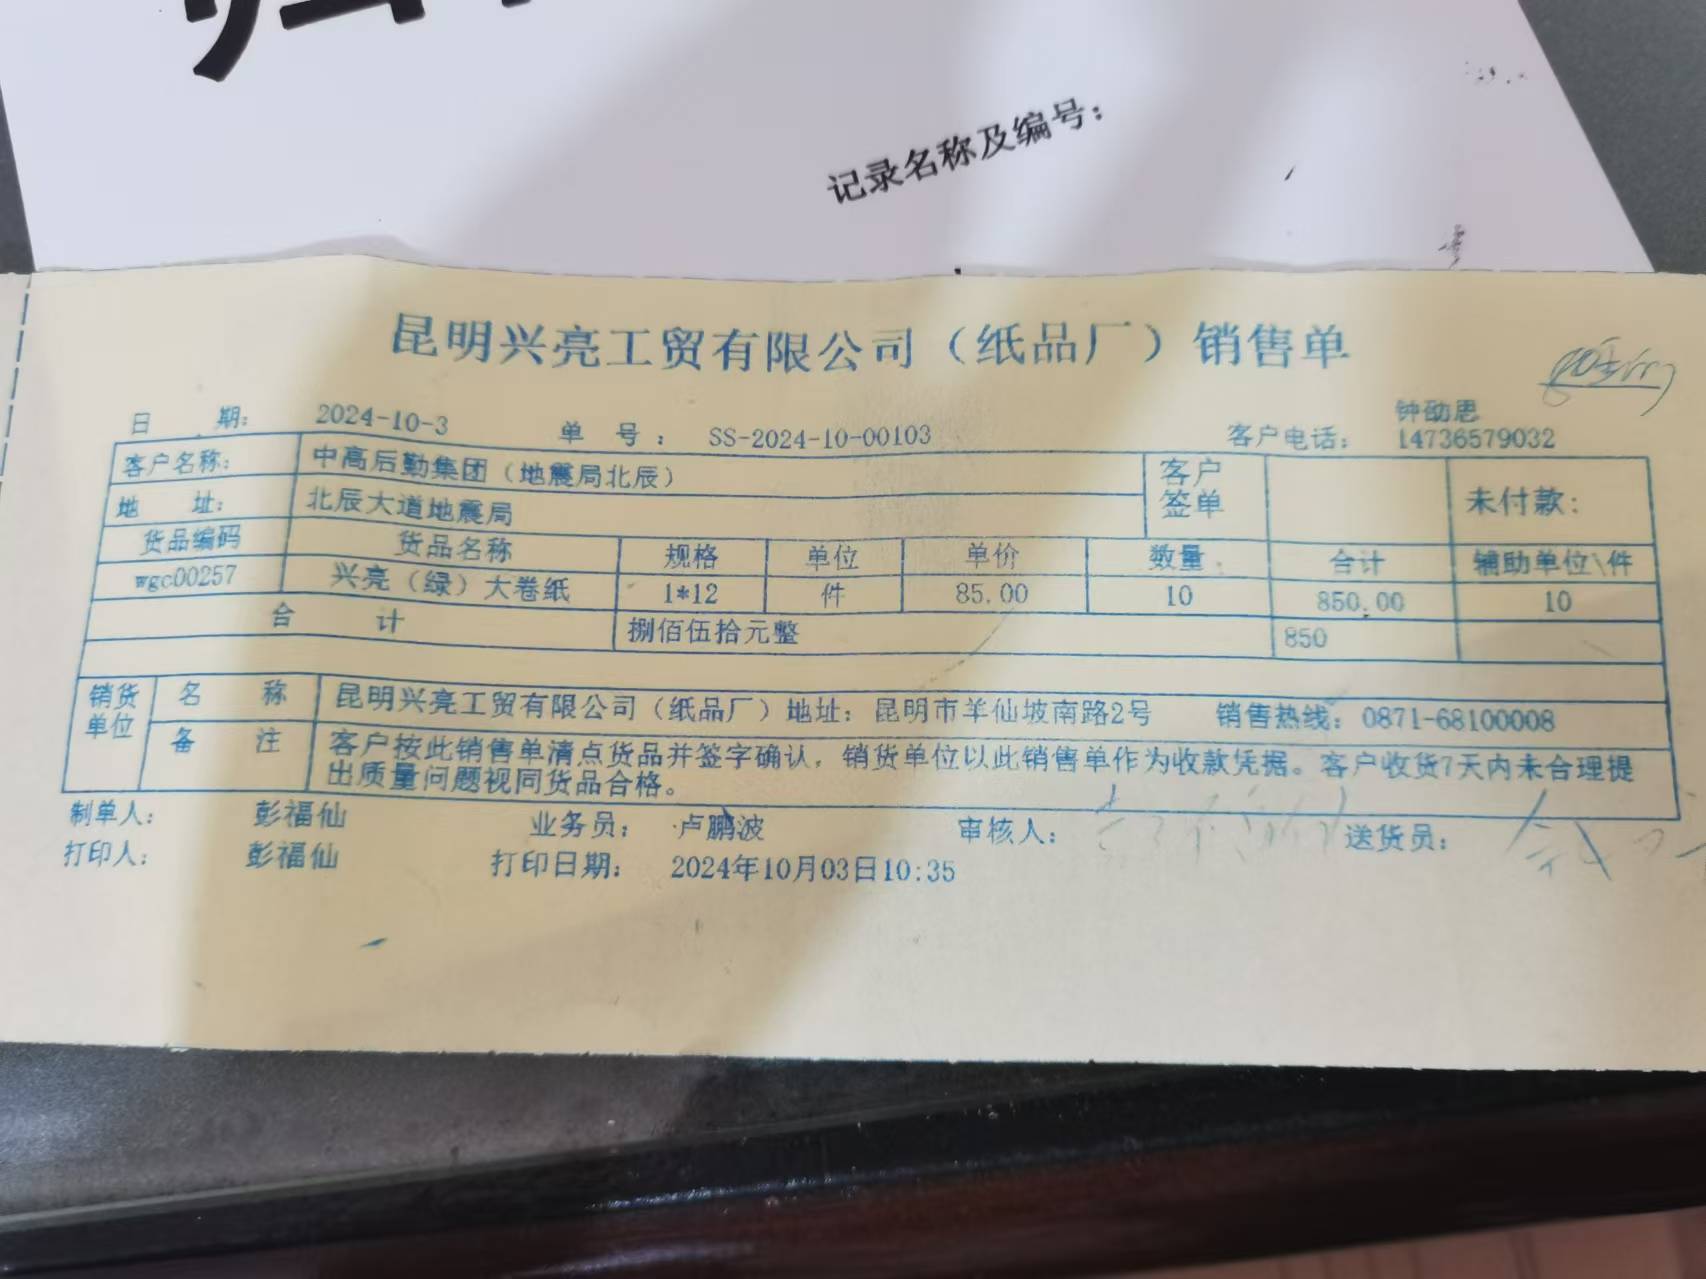 记录名称及编号：
昆明兴亮工贸有限公司（纸品厂）销售单
日 期： 2024-10-3 单 号： SS-2024-10-00103 客户电话： 钟劭思
14736579032
客户名称： 中高后勤集团（地震局北辰） 客户签单 未付款：
地 址： 北辰大道地震局
货品编码 货品名称 规格 单位 单价 数量 合计 辅助单位\件
wgc00257 兴亮（绿）大卷纸 1*12 件 85.00 10 850.00 10
合 计 捌佰伍拾元整 850
销货单位 名 称 昆明兴亮工贸有限公司（纸品厂）地址：昆明市羊仙坡南路2号 销售热线：0871-68100008
备 注 客户按此销售单清点货品并签字确认，销货单位以此销售单作为收款凭据。客户收货7天内未合理提
出质量问题视同货品合格。
制单人： 彭福仙 业务员： 卢鹏波 审核人： 送货员：
打印人： 彭福仙 打印日期： 2024年10月03日10:35